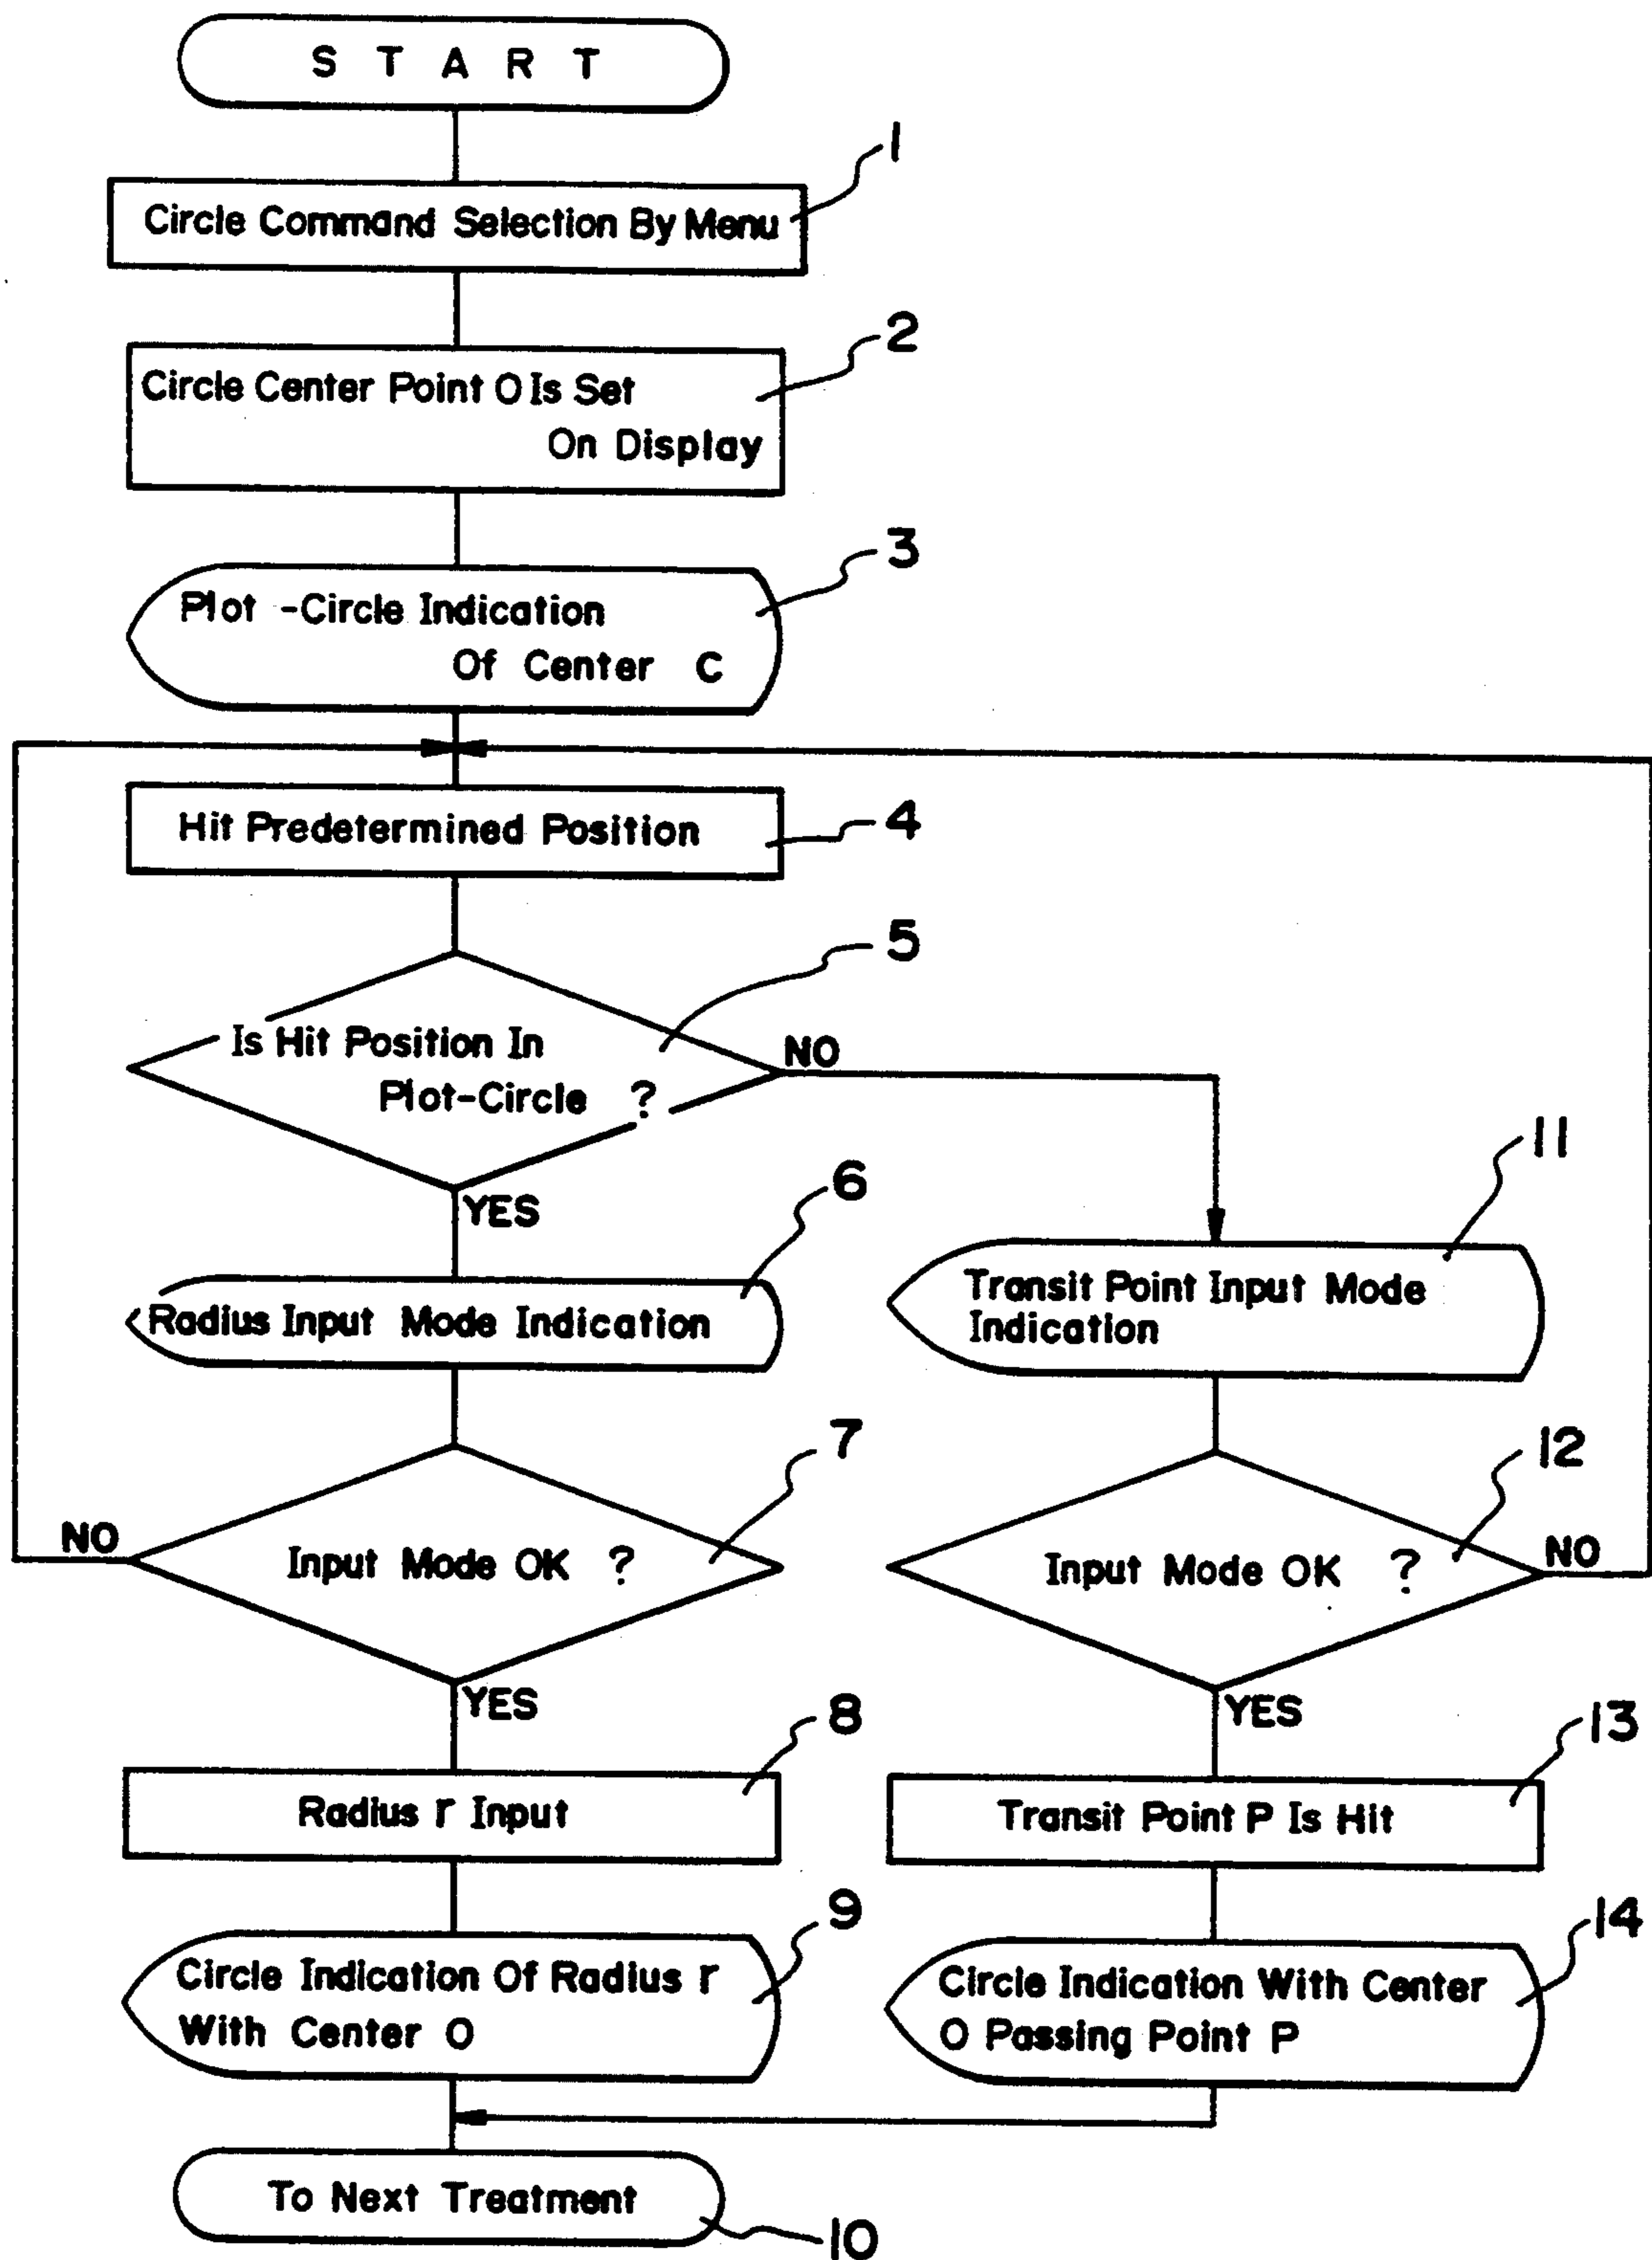 S T A R T
1
Circle Command Selection By Menu
2
Circle Center Point O Is Set
On Display
3
Plot -Circle Indication
Of Center C
Hit Predetermined Position
4
5
Is Hit Position In
Plot-Circle ?
NO
YES
6
Radius Input Mode Indication
11
Transit Point Input Mode
Indication
7
Input Mode OK ?
NO
YES
12
Input Mode OK ?
NO
YES
8
Radius r Input
13
Transit Point P Is Hit
9
Circle Indication Of Radius r
With Center O
14
Circle Indication With Center
O Passing Point P
To Next Treatment
10